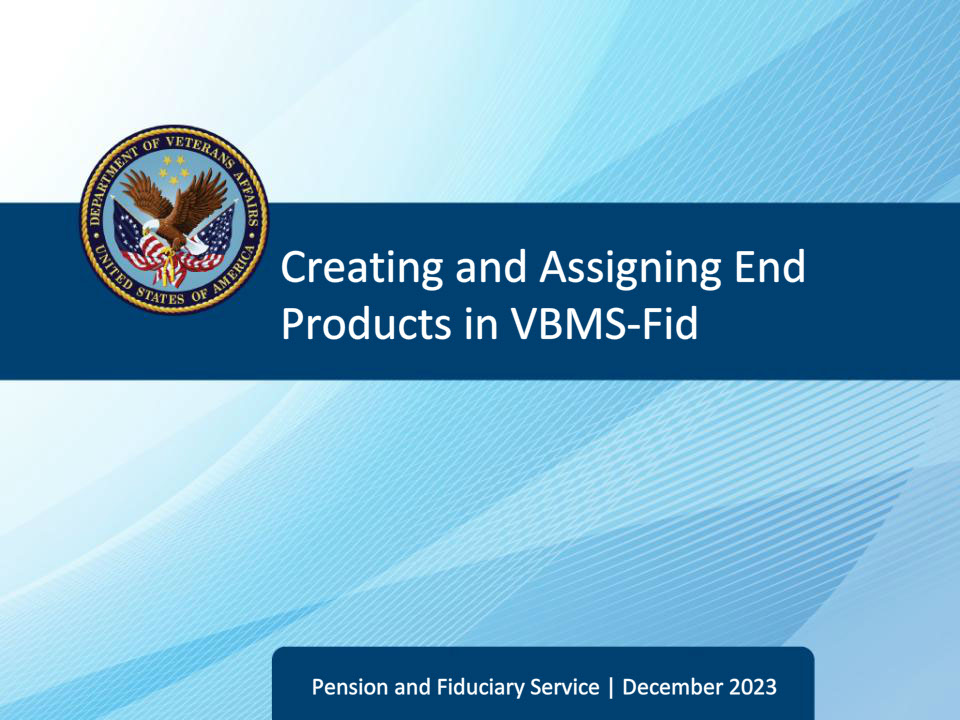 DEPARTMENT OF VETERANS AFFAIRS
UNITED STATES OF AMERICA
Creating and Assigning End
Products in VBMS-Fid
Pension and Fiduciary Service | December 2023